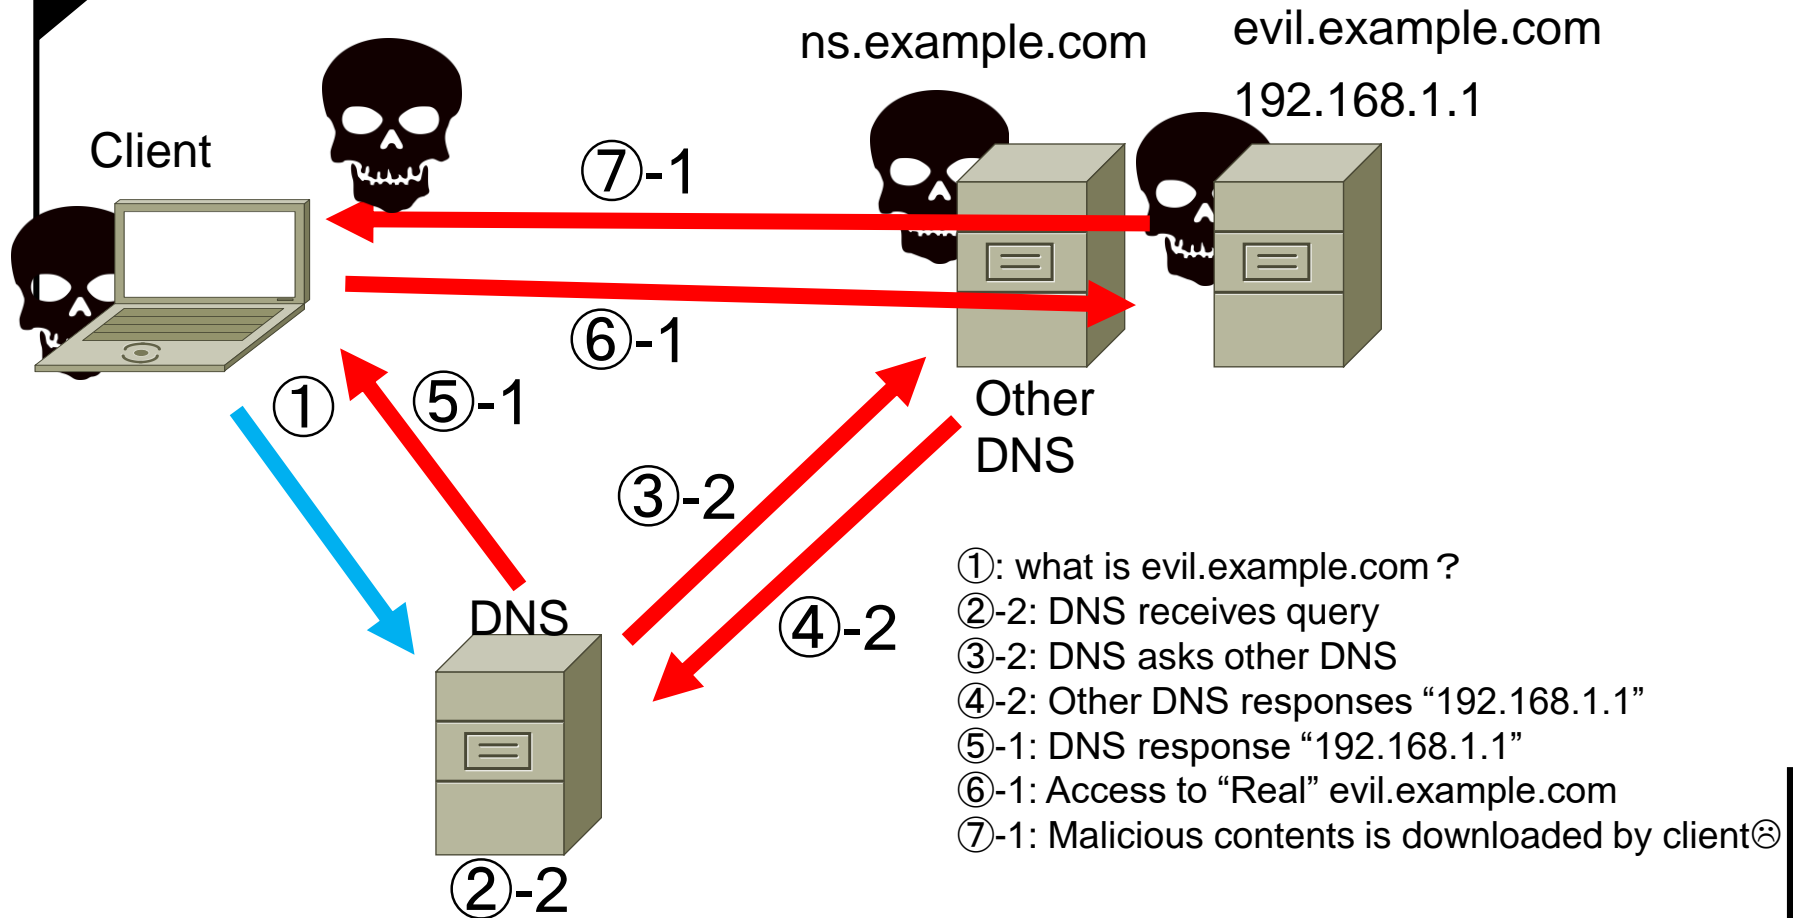 ns.example.com
evil.example.com
192.168.1.1
Client
⑦-1
⑥-1
①
⑤-1
Other
DNS
③-2
④-2
DNS
②-2
①: what is evil.example.com？
②-2: DNS receives query
③-2: DNS asks other DNS
④-2: Other DNS responses “192.168.1.1”
⑤-1: DNS response “192.168.1.1”
⑥-1: Access to “Real” evil.example.com
⑦-1: Malicious contents is downloaded by client☹